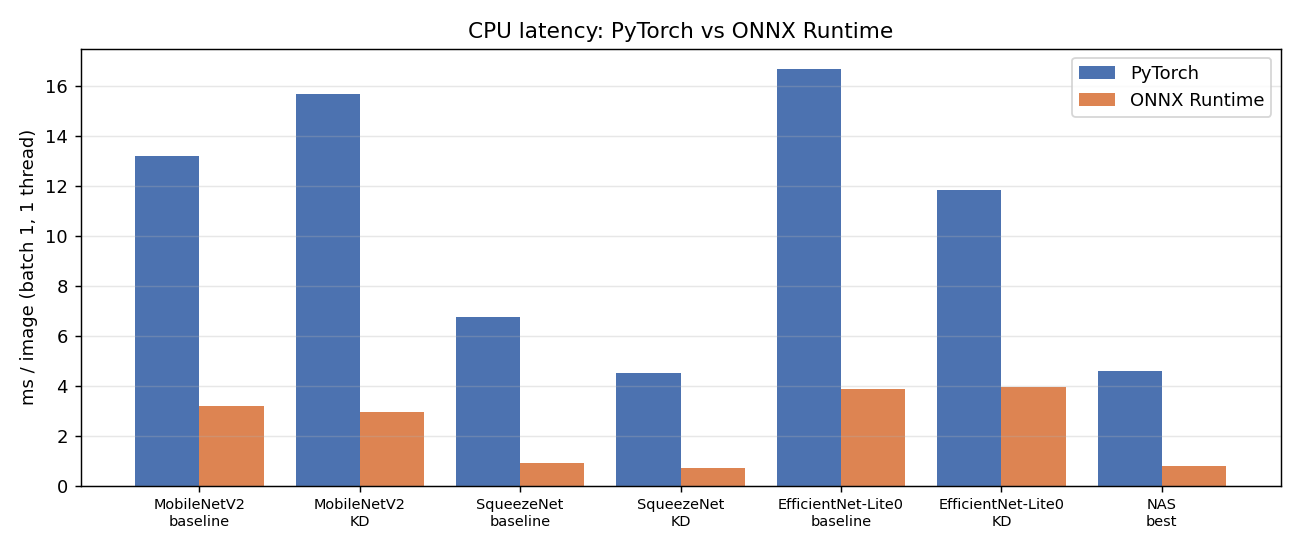 CPU latency: PyTorch vs ONNX Runtime
PyTorch
ONNX Runtime
ms / image (batch 1, 1 thread)
16
14
12
10
8
6
4
2
0
MobileNetV2
baseline
MobileNetV2
KD
SqueezeNet
baseline
SqueezeNet
KD
EfficientNet-Lite0
baseline
EfficientNet-Lite0
KD
NAS
best